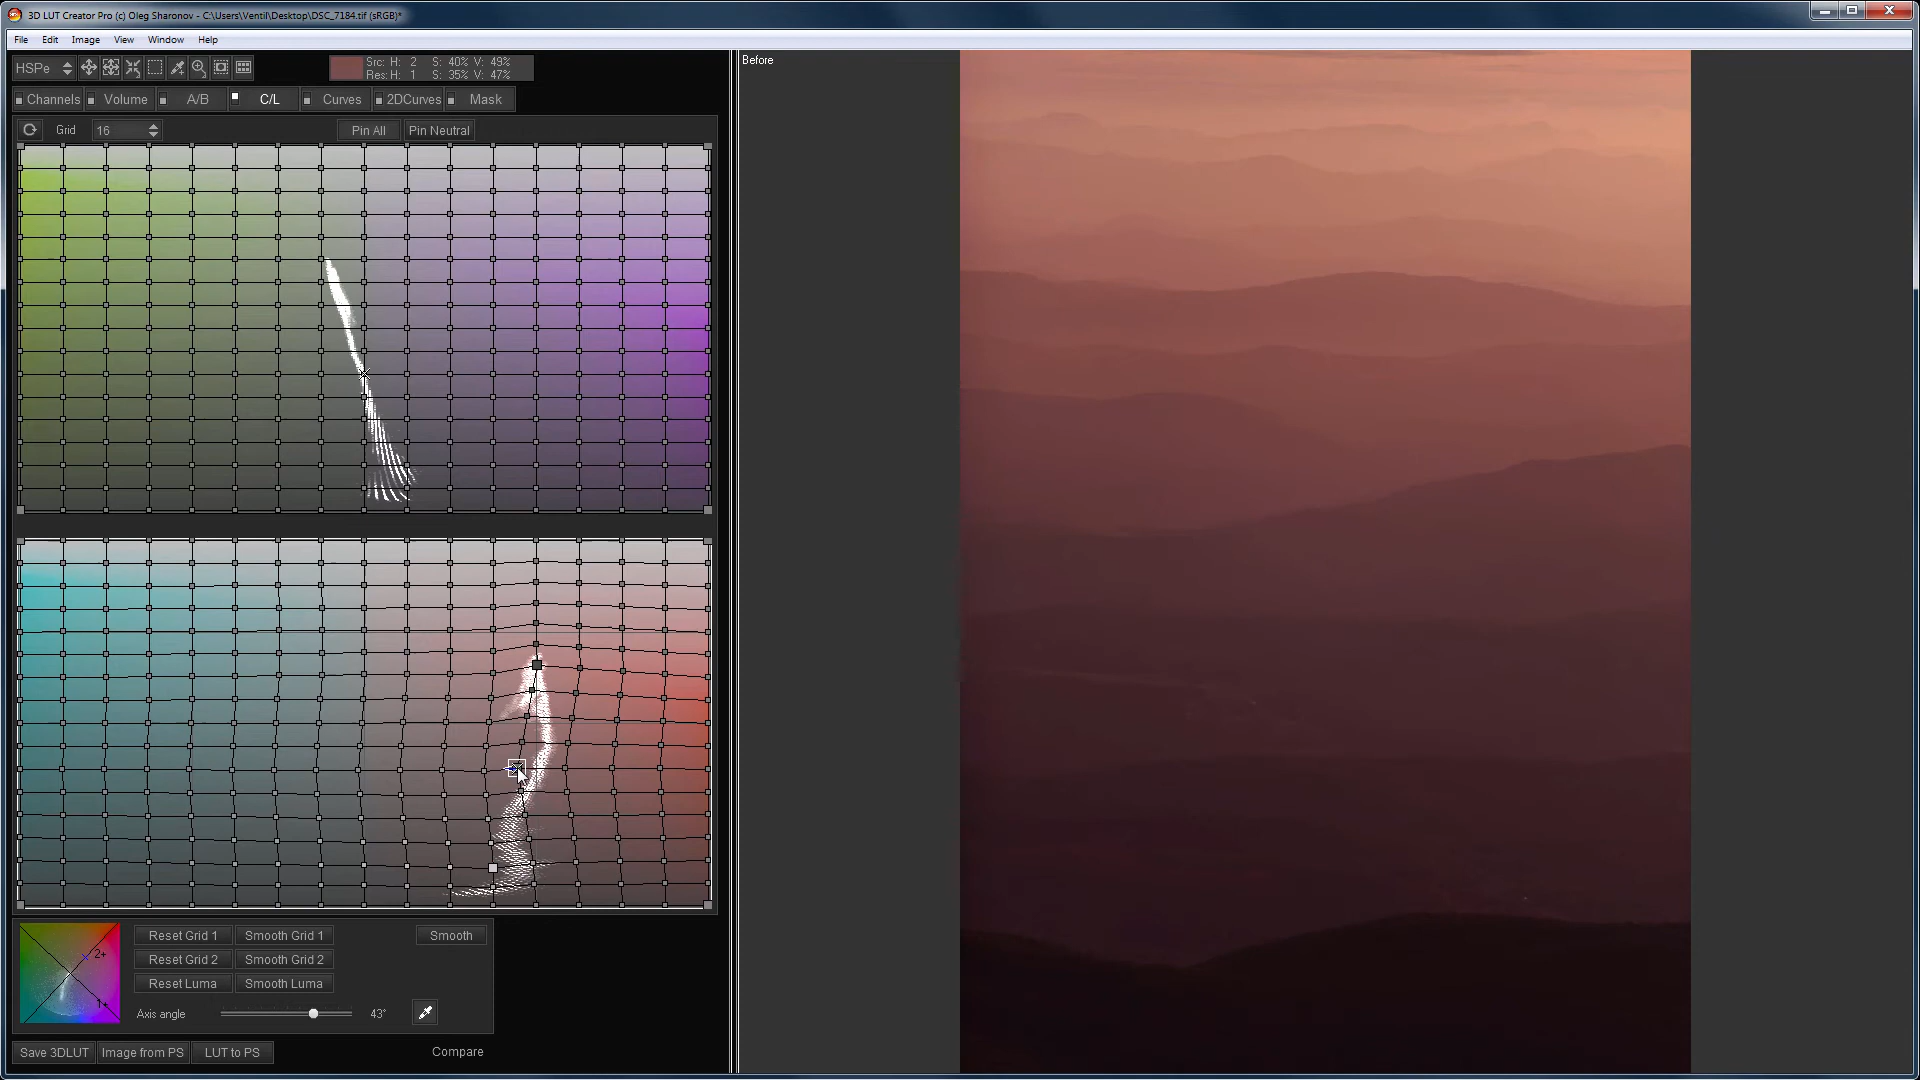 3D LUT Creator Pro (c) Oleg Sharonov - C:\Users\Ventil\Desktop\DSC_7184.tif (sRGB)*
File Edit Image View Window Help
HSPe
Src: H: 2 S: 40% V: 49%
Res: H: 1 S: 35% V: 47%
Before
Channels Volume A/B C/L Curves 2DCurves Mask
Grid 16 Pin All Pin Neutral
Reset Grid 1 Smooth Grid 1 Smooth
2+
Reset Grid 2 Smooth Grid 2
Reset Luma Smooth Luma
1+
Axis angle 43°
Save 3DLUT Image from PS LUT to PS Compare